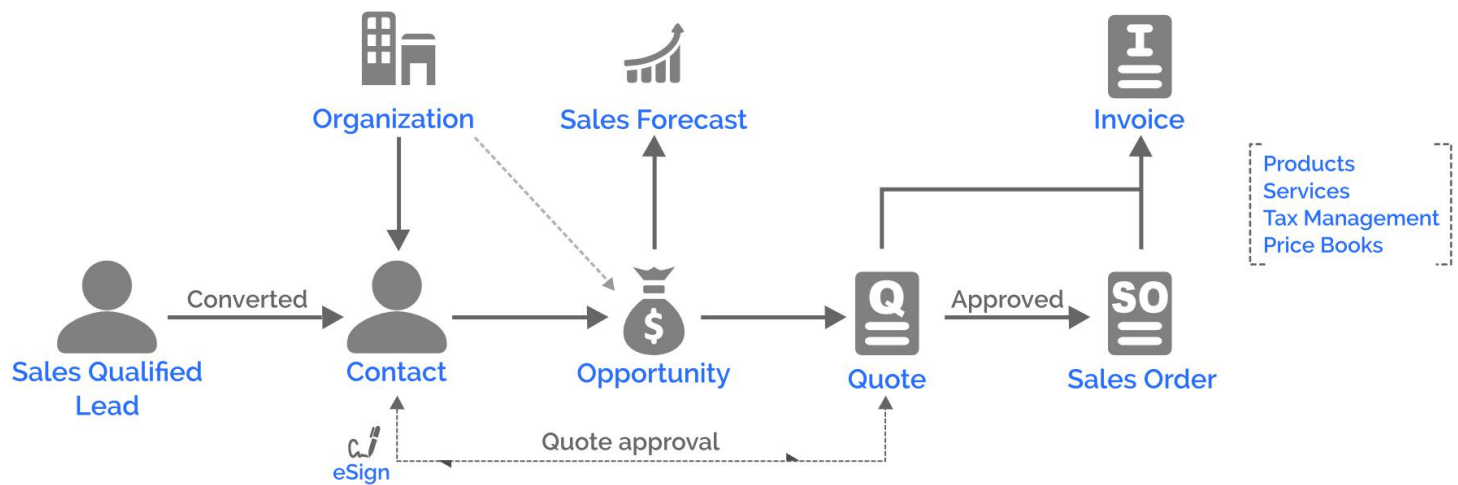 Organization
Sales Forecast
Invoice
I
Products
Services
Tax Management
Price Books
Converted
$
Q
Approved
SO
Sales Qualified
Lead
Contact
Opportunity
Quote
Sales Order
Quote approval
eSign